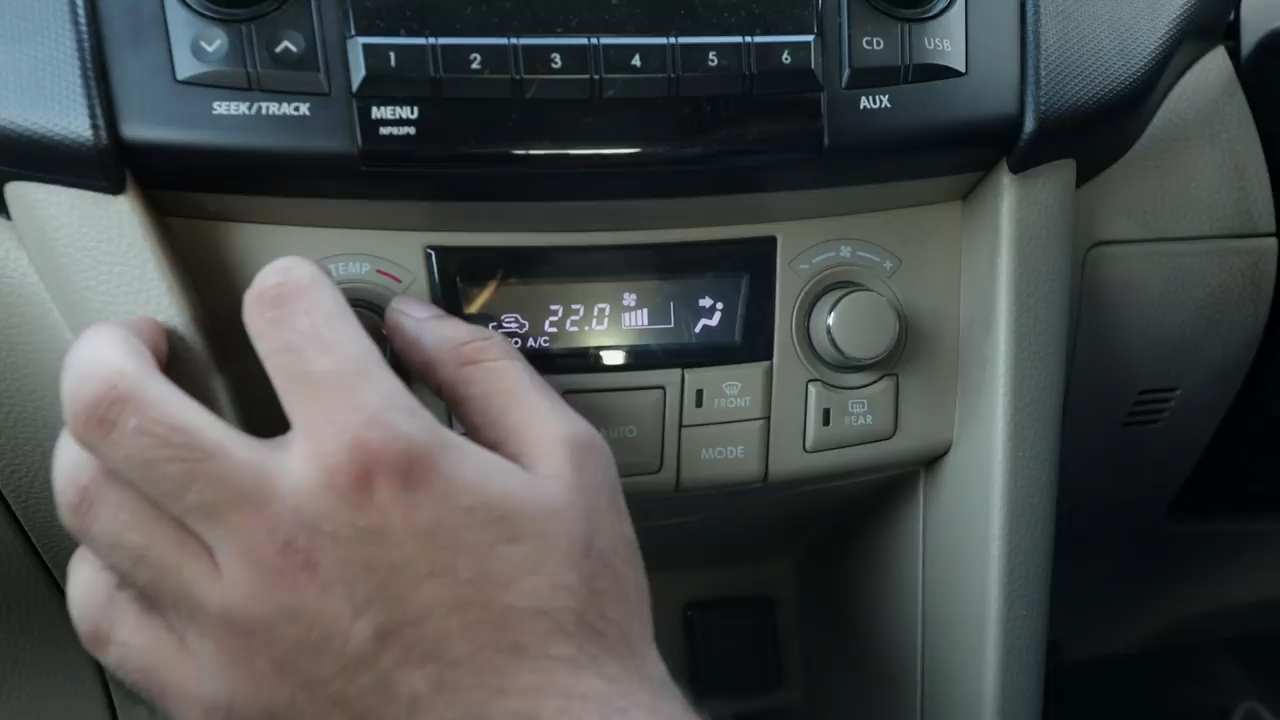 1 2 3 4 5 6
CD USB
SEEK/TRACK
MENU
NP83P0
AUX
TEMP
22.0
A/C
AUTO
FRONT
MODE
REAR